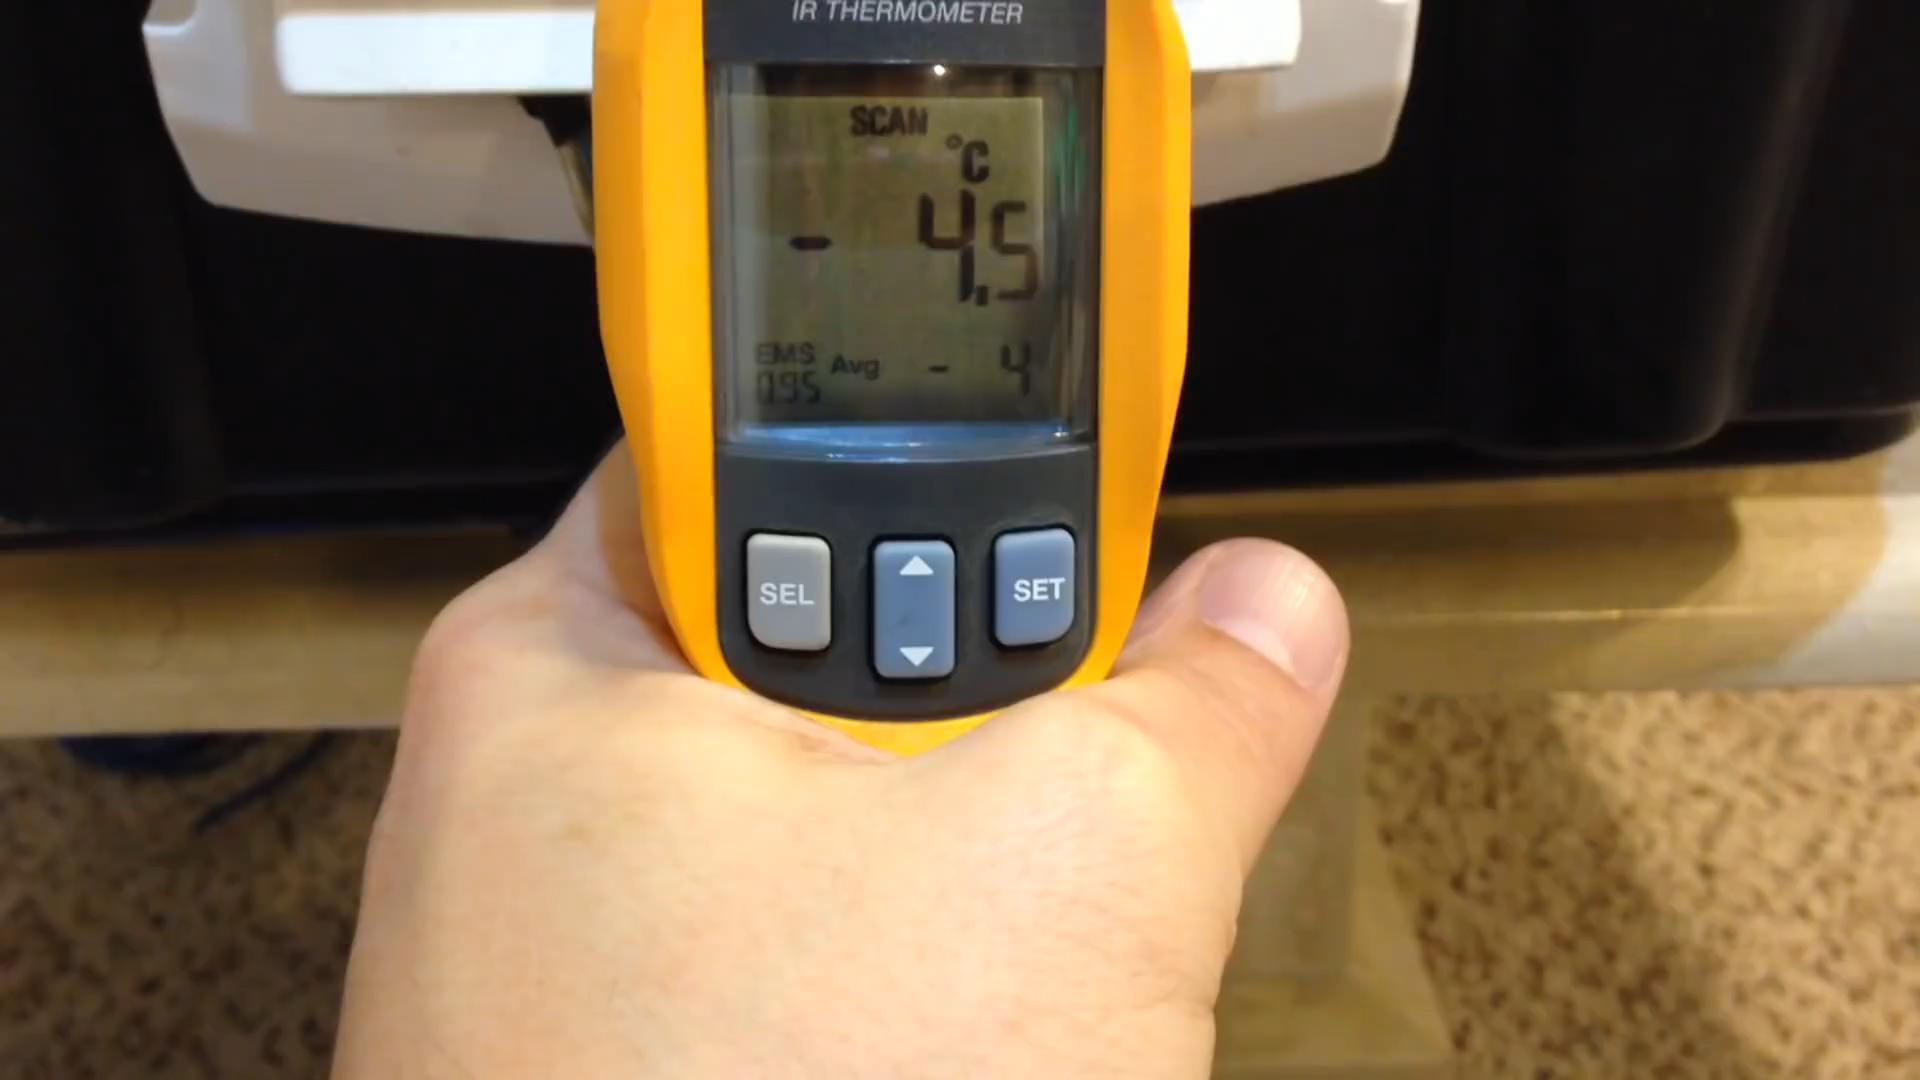 IR THERMOMETER
SCAN
°C
- 4.5
EMS Avg - 4
0.95
SEL
SET